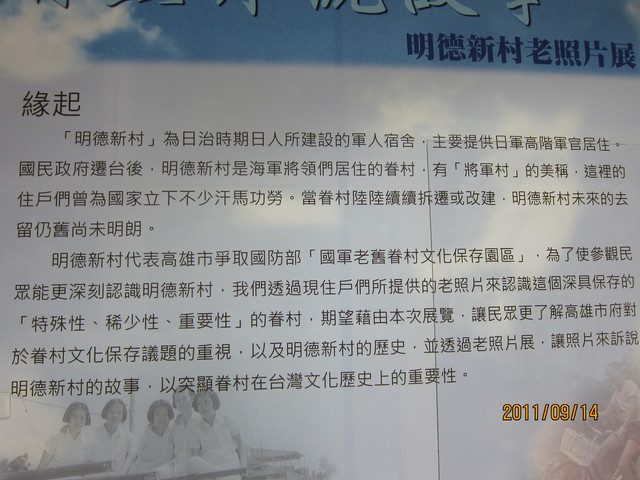 明德新村老照片展
緣起
「明德新村」為日治時期日人所建設的軍人宿舍，主要提供日軍高階軍官居住。
國民政府遷台後，明德新村是海軍將領們居住的眷村，有「將軍村」的美稱，這裡的
住戶們曾為國家立下不少汗馬功勞。當眷村陸陸續續拆遷或改建，明德新村未來的去
留仍舊尚未明朗。
明德新村代表高雄市爭取國防部「國軍老舊眷村文化保存園區」，為了使參觀民
眾能更深刻認識明德新村，我們透過現住戶們所提供的老照片來認識這個深具保存的
「特殊性、稀少性、重要性」的眷村，期望藉由本次展覽，讓民眾更了解高雄市府對
於眷村文化保存議題的重視，以及明德新村的歷史，並透過老照片展，讓照片來訴說
明德新村的故事，以突顯眷村在台灣文化歷史上的重要性。
2011/09/14